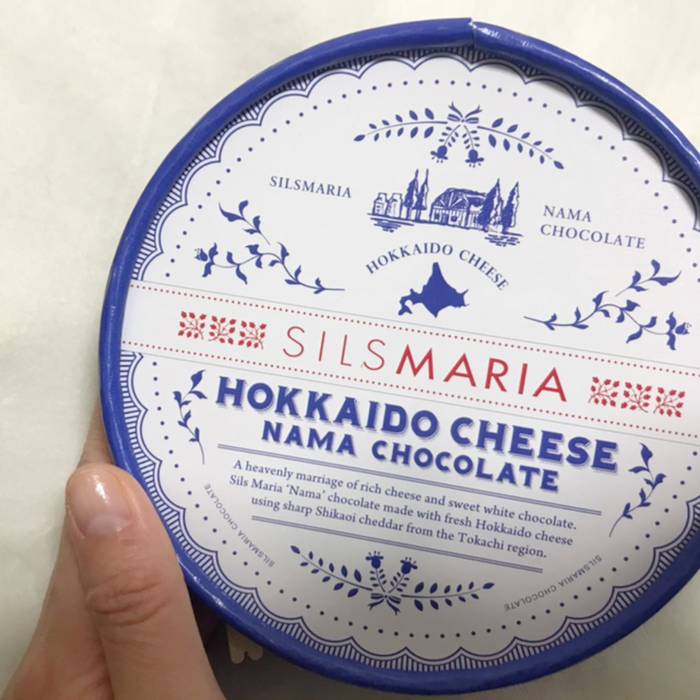 SILSMARIA
NAMA
CHOCOLATE
HOKKAIDO CHEESE
SILSMARIA
HOKKAIDO CHEESE
NAMA CHOCOLATE
A heavenly marriage of rich cheese and sweet white chocolate.
Sils Maria ‘Nama’ chocolate made with fresh Hokkaido cheese
using sharp Shikaoi cheddar from the Tokachi region.
SILSMARIA CHOCOLATE
SILSMARIA CHOCOLATE